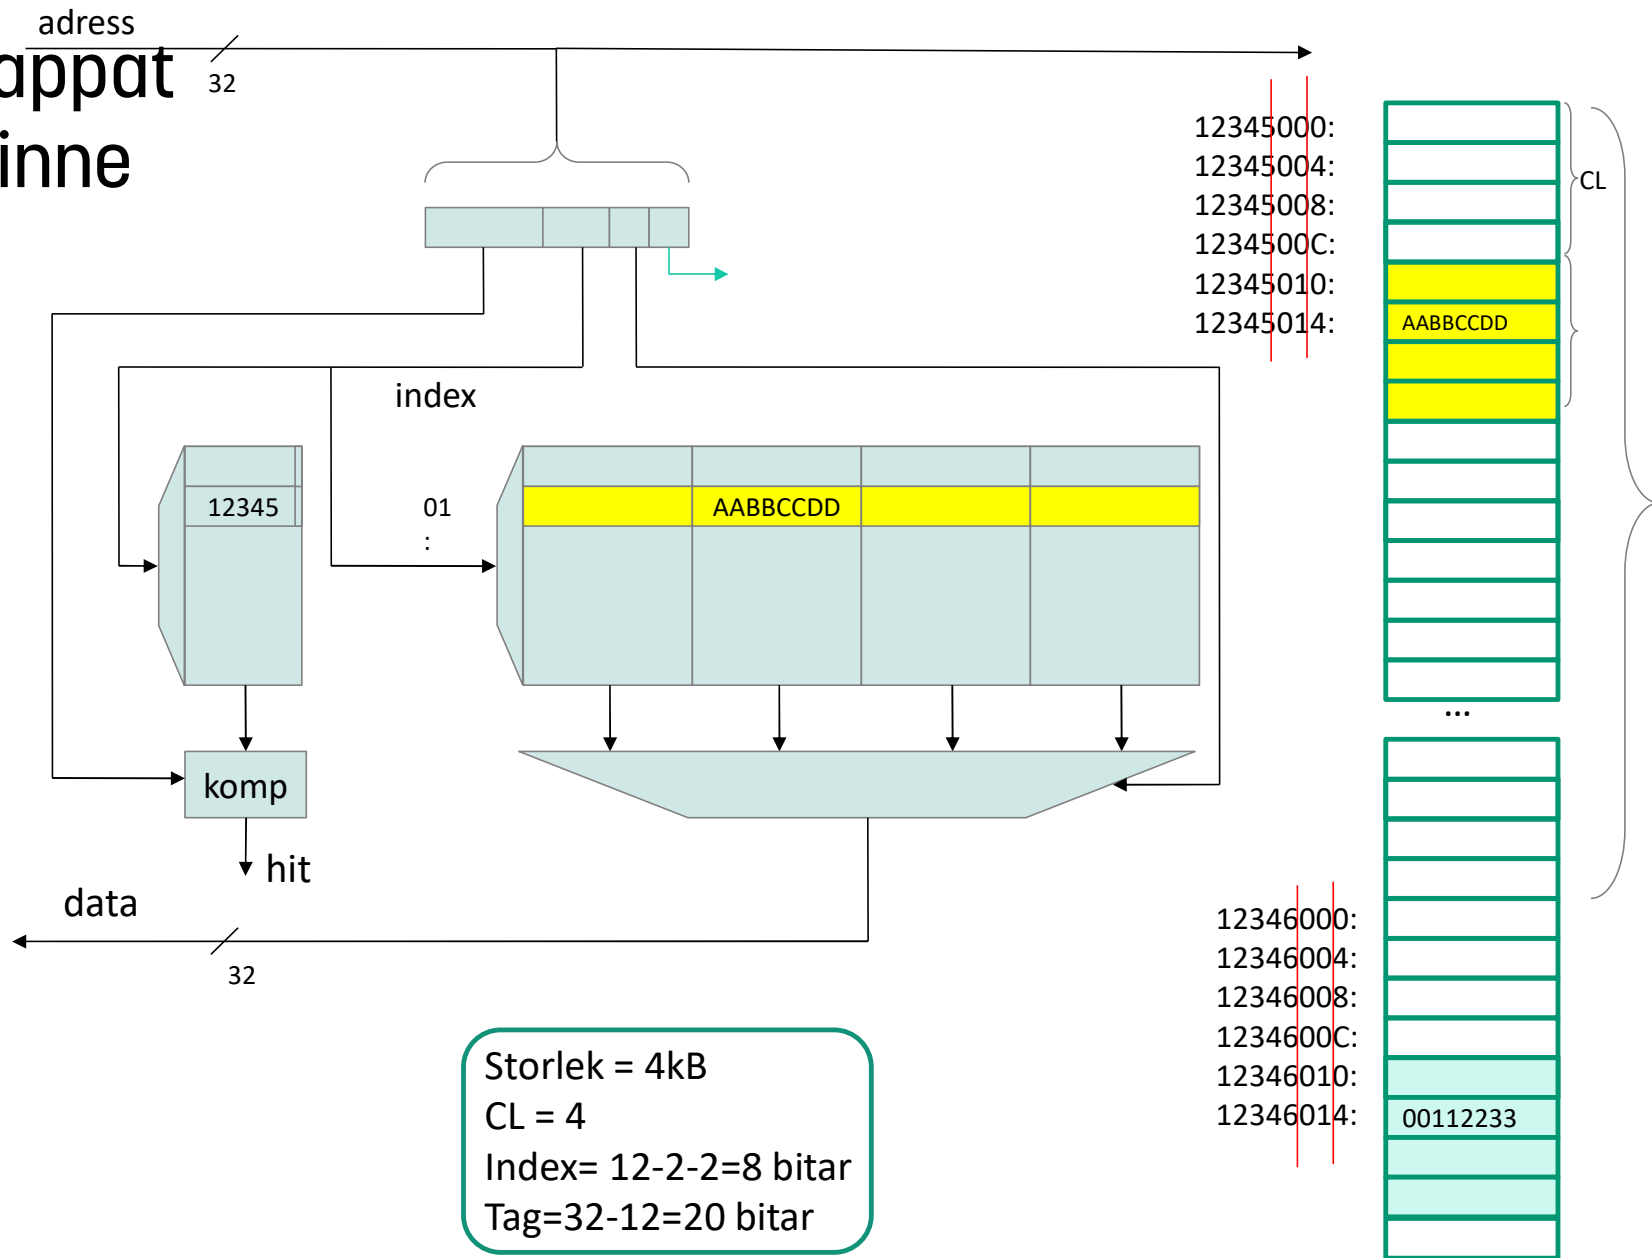 adress
appat
inne
32
12345000:
12345004:
12345008:
1234500C:
12345010:
12345014:
CL
AABBCCDD
index
12345
01
:
AABBCCDD
...
komp
hit
data
32
12346000:
12346004:
12346008:
1234600C:
12346010:
12346014:
00112233
Storlek = 4kB
CL = 4
Index= 12-2-2=8 bitar
Tag=32-12=20 bitar